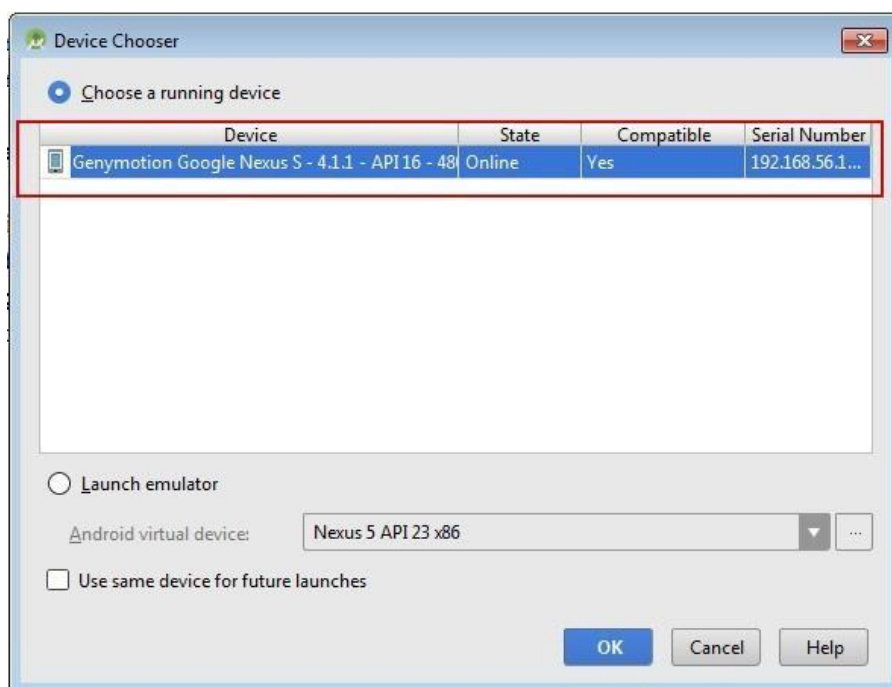 Device Chooser
Choose a running device
Device State Compatible Serial Number
Genymotion Google Nexus S - 4.1.1 - API 16 - 480 Online Yes 192.168.56.1...
Launch emulator
Android virtual device: Nexus 5 API 23 x86 ...
Use same device for future launches
OK Cancel Help